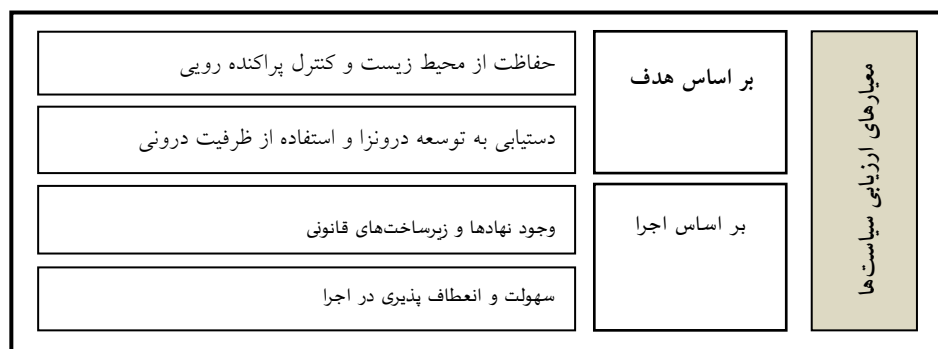 معیارهای ارزیابی سیاست‌ها
بر اساس هدف
حفاظت از محیط زیست و کنترل پراکنده رویی
دستیابی به توسعه درونزا و استفاده از ظرفیت درونی
بر اساس اجرا
وجود نهادها و زیرساخت‌های قانونی
سهولت و انعطاف پذیری در اجرا